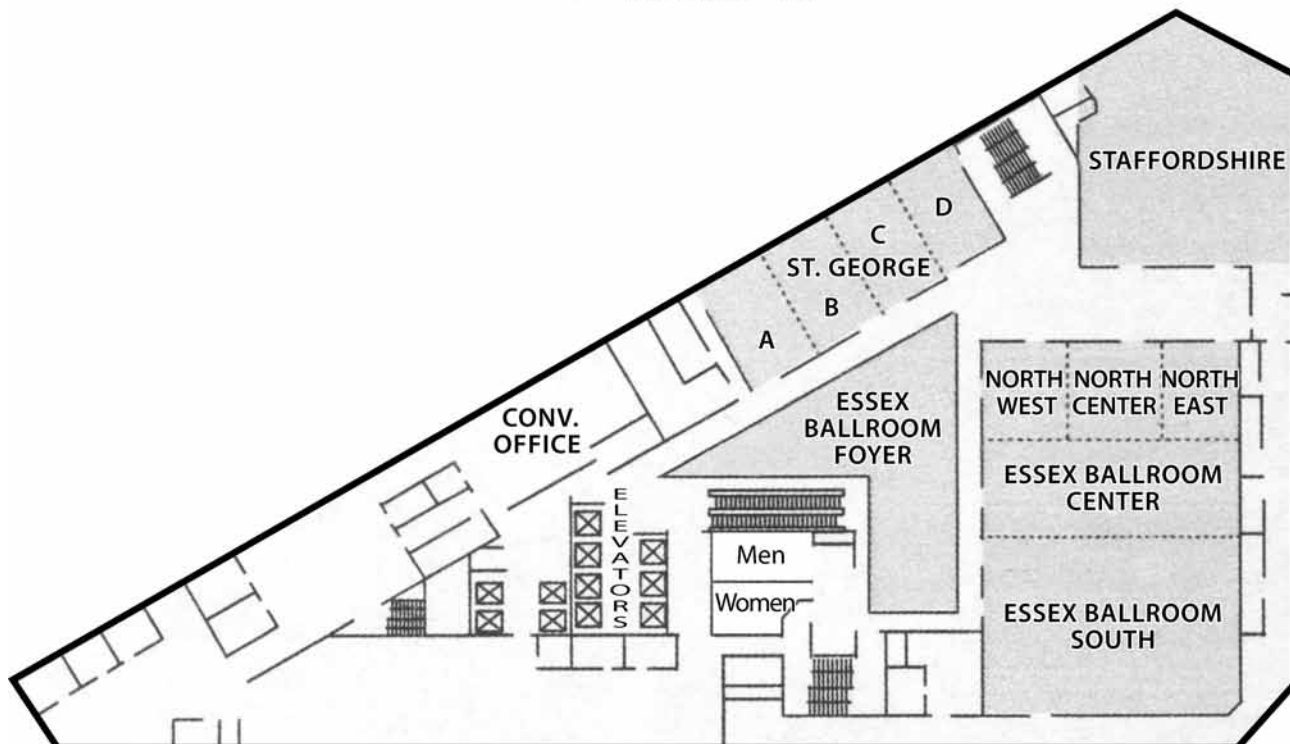 STAFFORDSHIRE
D
C
ST. GEORGE
B
A
NORTH
WEST
NORTH
CENTER
NORTH
EAST
ESSEX
BALLROOM
FOYER
CONV.
OFFICE
ESSEX BALLROOM
CENTER
ELEVATORS
Men
Women
ESSEX BALLROOM
SOUTH